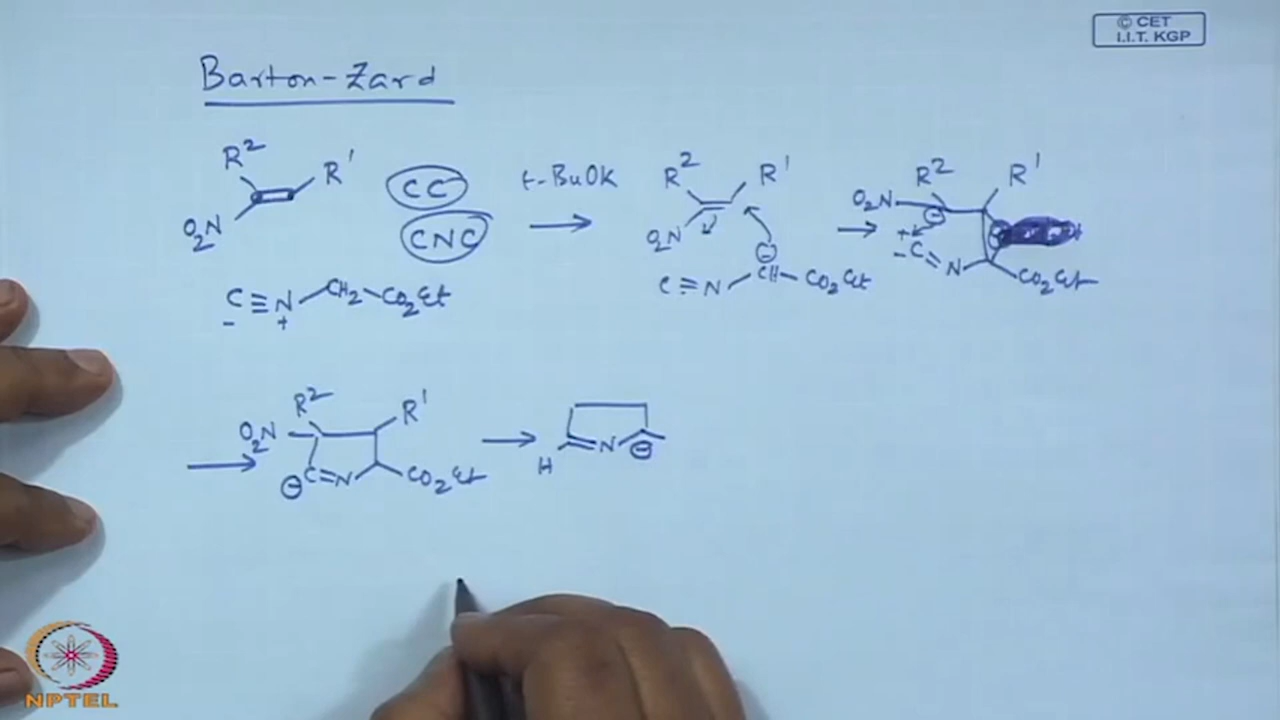 © CET
I.I.T. KGP
Barton-Zard
R² R¹
O₂N
CC
CNC
C≡N-CH₂-CO₂Et
- +
t-BuOK
R² R¹
O₂N
⊖
C≡N-CH-CO₂Et
R² R¹
O₂N
⊖
+
-C=N CO₂Et
R² R¹
O₂N
⊖C=N CO₂Et
N ⊖
H
NPTEL